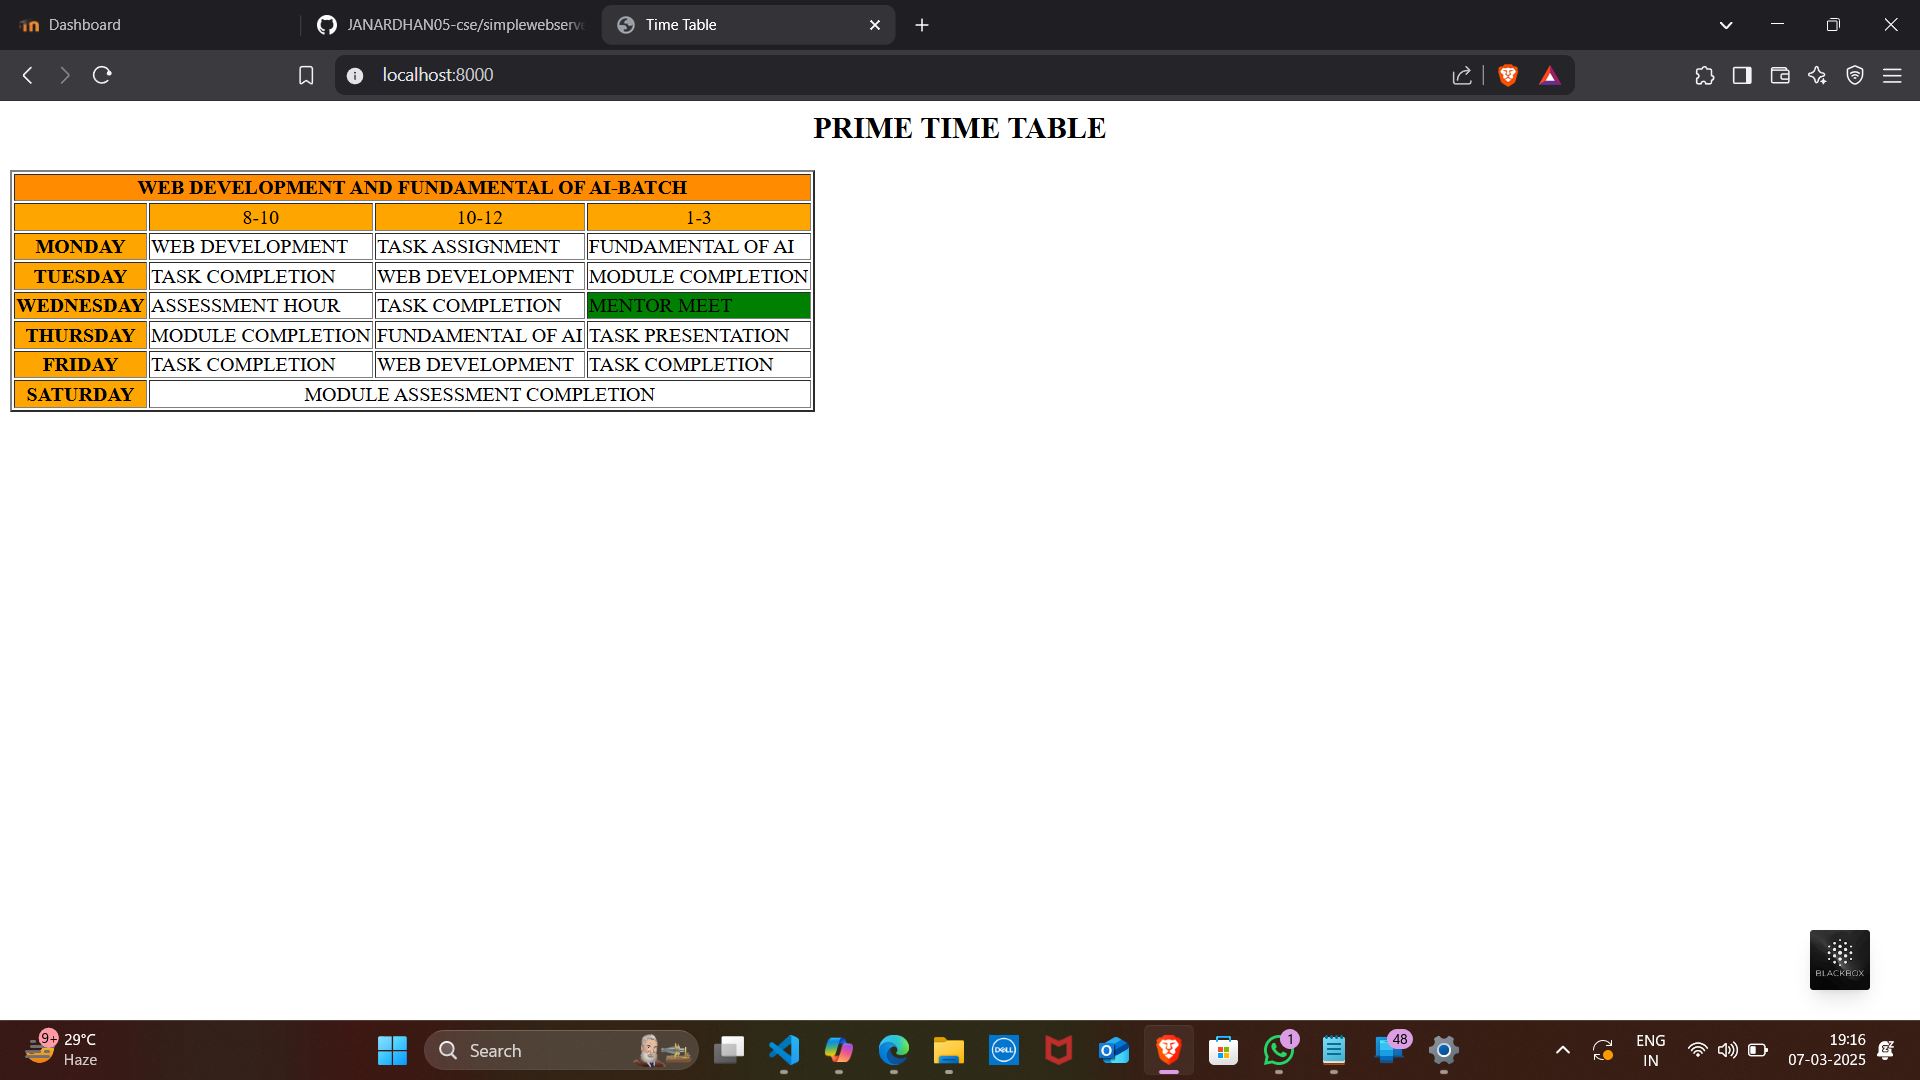 Dashboard
JANARDHAN05-cse/simplewebserve
Time Table
localhost:8000
PRIME TIME TABLE
WEB DEVELOPMENT AND FUNDAMENTAL OF AI-BATCH
8-10 10-12 1-3
MONDAY WEB DEVELOPMENT TASK ASSIGNMENT FUNDAMENTAL OF AI
TUESDAY TASK COMPLETION WEB DEVELOPMENT MODULE COMPLETION
WEDNESDAY ASSESSMENT HOUR TASK COMPLETION MENTOR MEET
THURSDAY MODULE COMPLETION FUNDAMENTAL OF AI TASK PRESENTATION
FRIDAY TASK COMPLETION WEB DEVELOPMENT TASK COMPLETION
SATURDAY MODULE ASSESSMENT COMPLETION
BLACKBOX
9+
29°C
Haze
Search
DELL
1
48
ENG
IN
19:16
07-03-2025